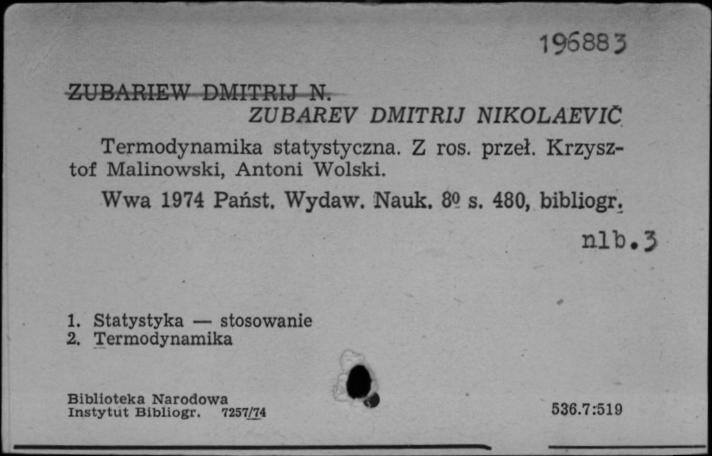 196883
ZUBARIEW DMITRIJ N.
ZUBAREV DMITRIJ NIKOLAEVIČ
Termodynamika statystyczna. Z ros. przeł. Krzysz-
tof Malinowski, Antoni Wolski.
Wwa 1974 Państ. Wydaw. Nauk. 8º s. 480, bibliogr.
nlb.3
1. Statystyka — stosowanie
2. Termodynamika
Biblioteka Narodowa
Instytut Bibliogr. 7257/74
536.7:519